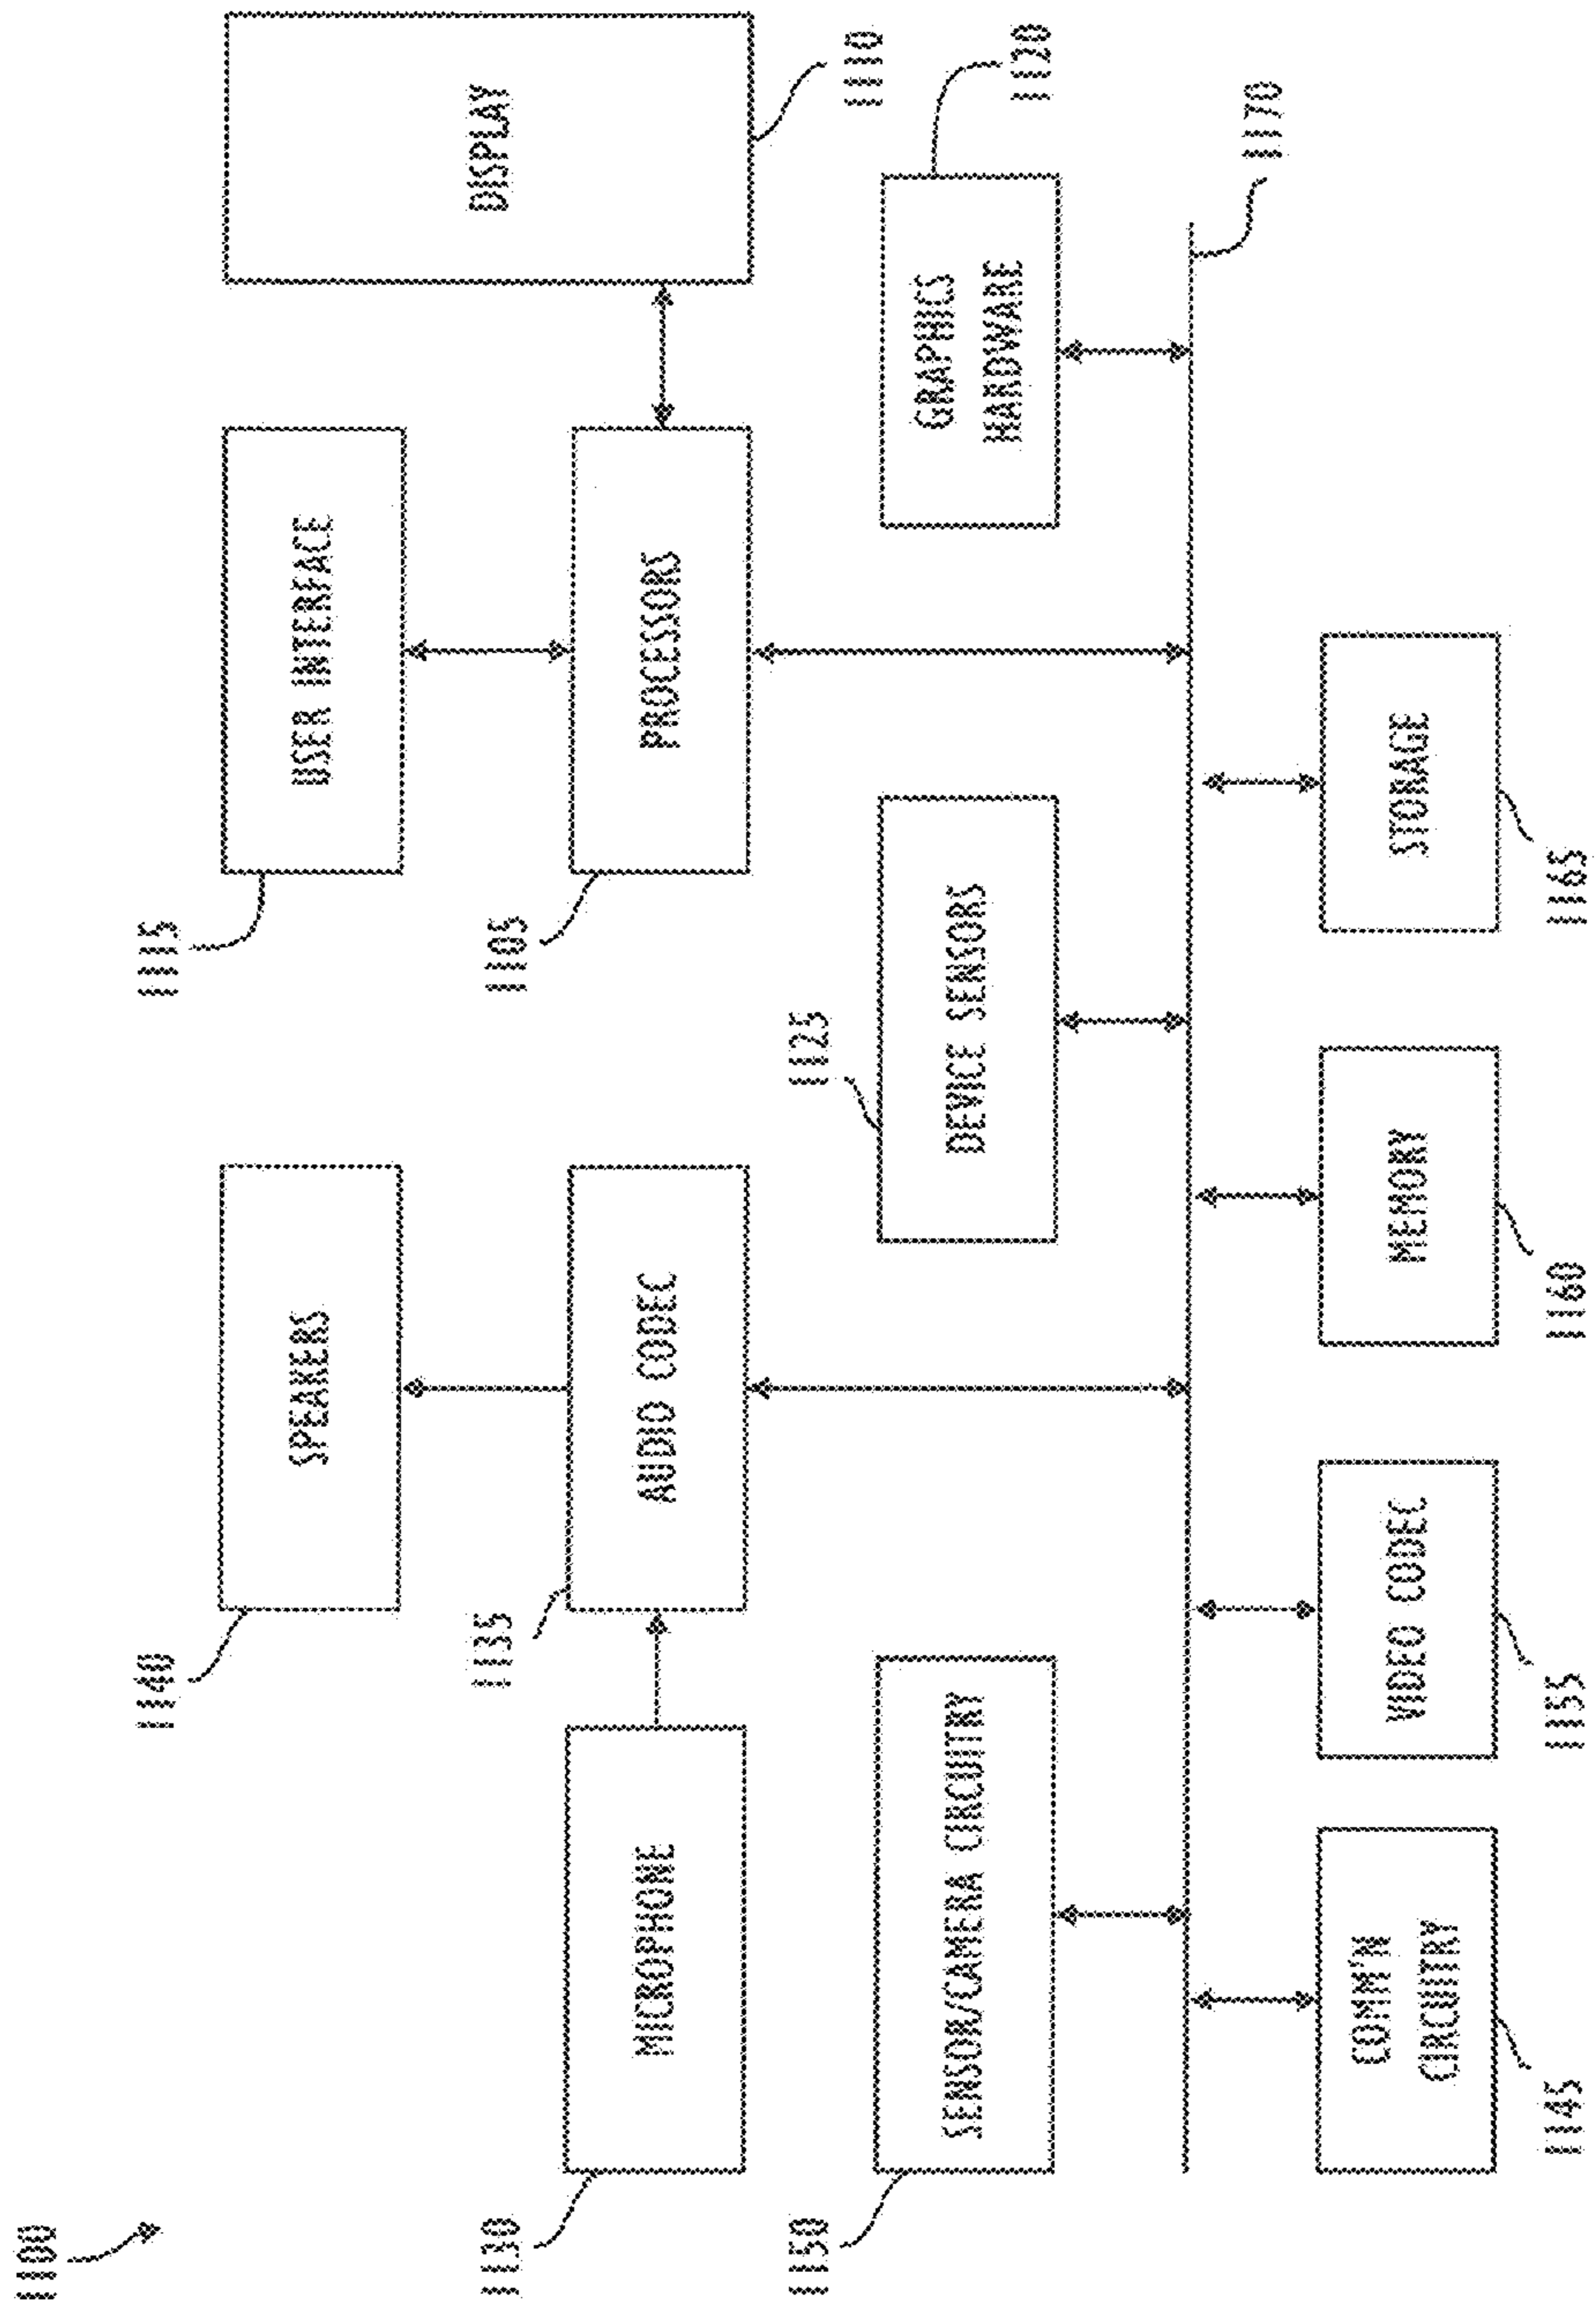 1100
1140
SPEAKERS
1115
USER INTERFACE
DISPLAY
1130
MICROPHONE
1135
AUDIO CODEC
1105
PROCESSORS
1110
1150
SENSOR/CAMERA CIRCUITRY
1125
DEVICE SENSORS
GRAPHICS
HARDWARE
1120
1170
COMM'N
CIRCUITRY
VIDEO CODEC
MEMORY
STORAGE
1145
1155
1160
1165